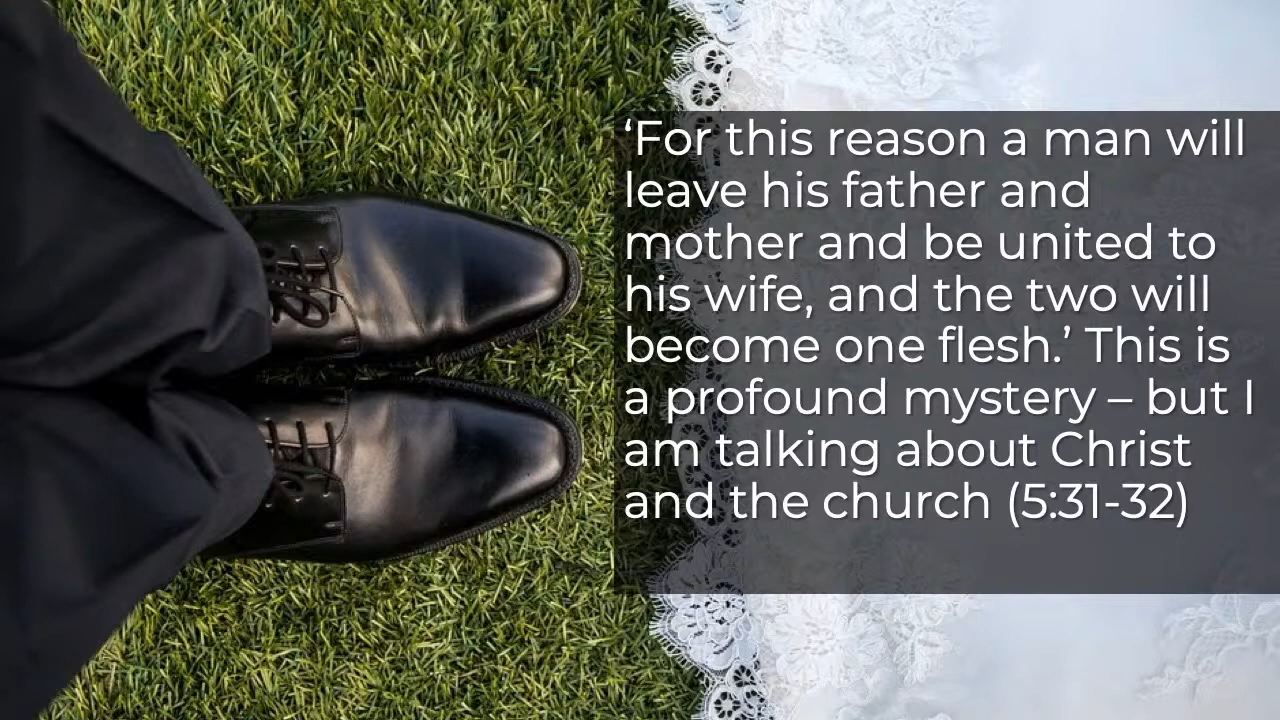 ‘For this reason a man will
leave his father and
mother and be united to
his wife, and the two will
become one flesh.’ This is
a profound mystery – but I
am talking about Christ
and the church (5:31-32)